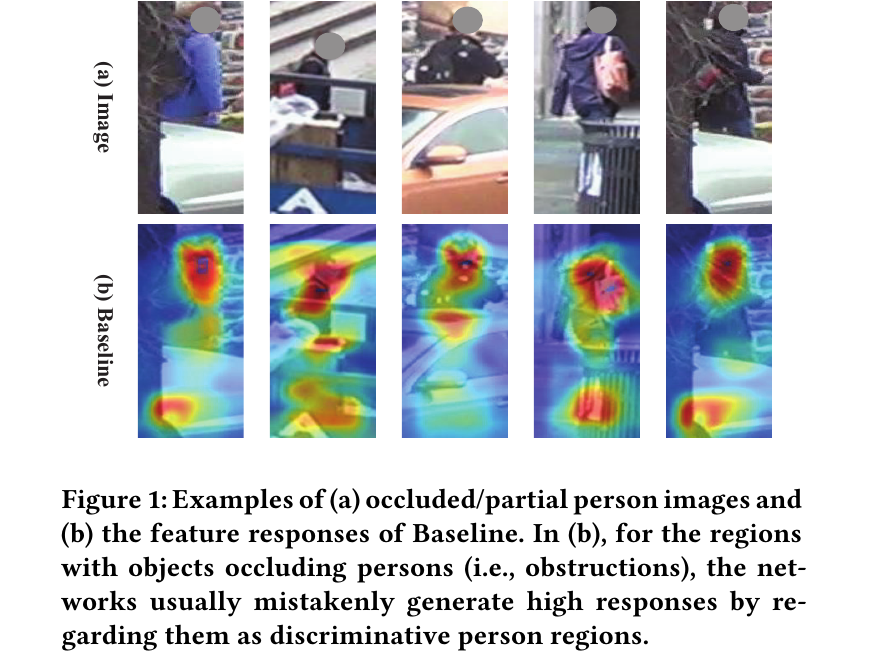 (a) Image
(b) Baseline
Figure 1: Examples of (a) occluded/partial person images and
(b) the feature responses of Baseline. In (b), for the regions
with objects occluding persons (i.e., obstructions), the net-
works usually mistakenly generate high responses by re-
garding them as discriminative person regions.